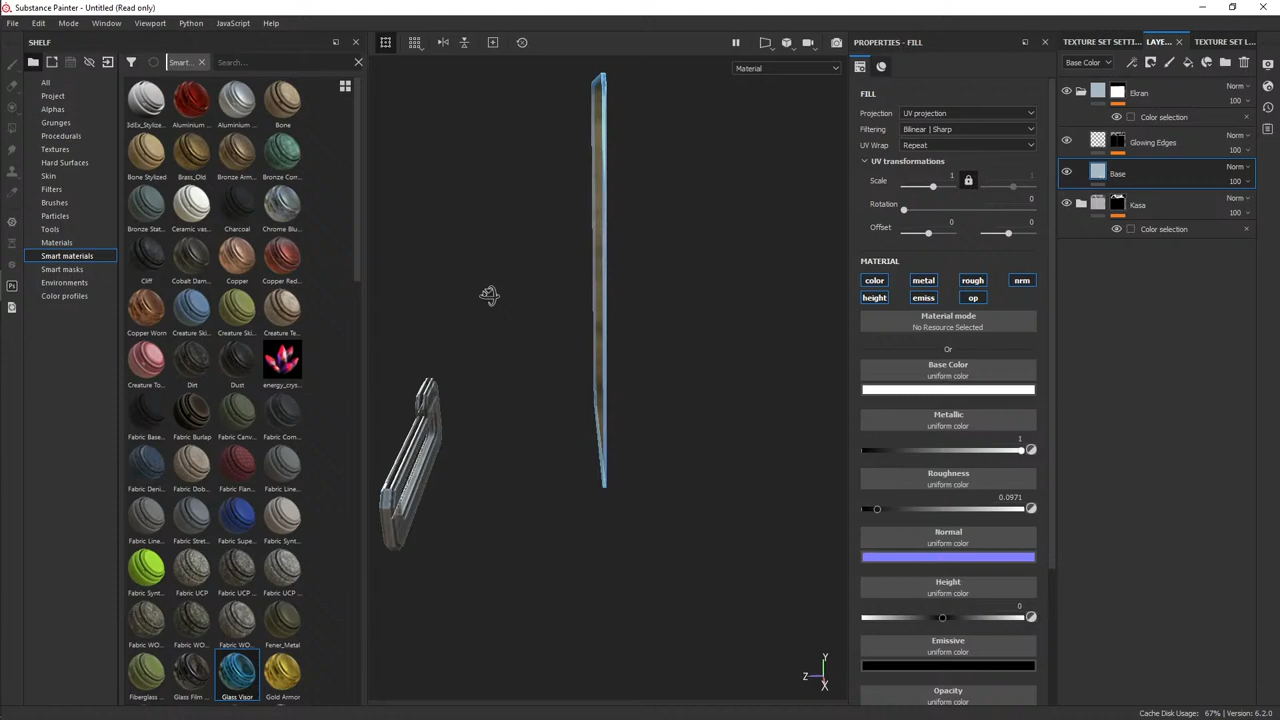 Substance Painter - Untitled (Read only)
File Edit Mode Window Viewport Python JavaScript Help
SHELF
Smart...
Search...
All
Project
Alphas
Grunges
Procedurals
Textures
Hard Surfaces
Skin
Filters
Brushes
Particles
Tools
Materials
Smart materials
Smart masks
Environments
Color profiles
3dEx_Stylize... Aluminium ... Aluminium ... Bone
Bone Stylized Brass_Old Bronze Arm... Bronze Corr...
Bronze Stat... Ceramic vas... Charcoal Chrome Blu...
Cliff Cobalt Dam... Copper Copper Red...
Copper Worn Creature Ski... Creature Ski... Creature Te...
Creature To... Dirt Dust energy_crys...
Fabric Base... Fabric Burlap Fabric Canv... Fabric Com...
Fabric Deni... Fabric Dob... Fabric Flan... Fabric Line...
Fabric Line... Fabric Stret... Fabric Supe... Fabric Synt...
Fabric Synt... Fabric UCP Fabric UCP ... Fabric UCP ...
Fabric WO... Fabric WO... Fabric WO... Fener_Metal
Fiberglass ... Glass Film ... Glass Visor Gold Armor
Ps
Material
Y
Z
X
PROPERTIES - FILL
FILL
Projection UV projection
Filtering Bilinear | Sharp
UV Wrap Repeat
UV transformations
Scale 1 1
Rotation 0
Offset 0 0
MATERIAL
color metal rough nrm
height emiss op
Material mode
No Resource Selected
Or
Base Color
uniform color
Metallic
uniform color
1
Roughness
uniform color
0.0971
Normal
uniform color
Height
uniform color
0
Emissive
uniform color
Opacity
TEXTURE SET SETTI... LAYE... TEXTURE SET L...
Base Color
Ekran Norm 100
Color selection
Glowing Edges Norm 100
Base Norm 100
Kasa Norm 100
Color selection
Cache Disk Usage: 67% | Version: 6.2.0